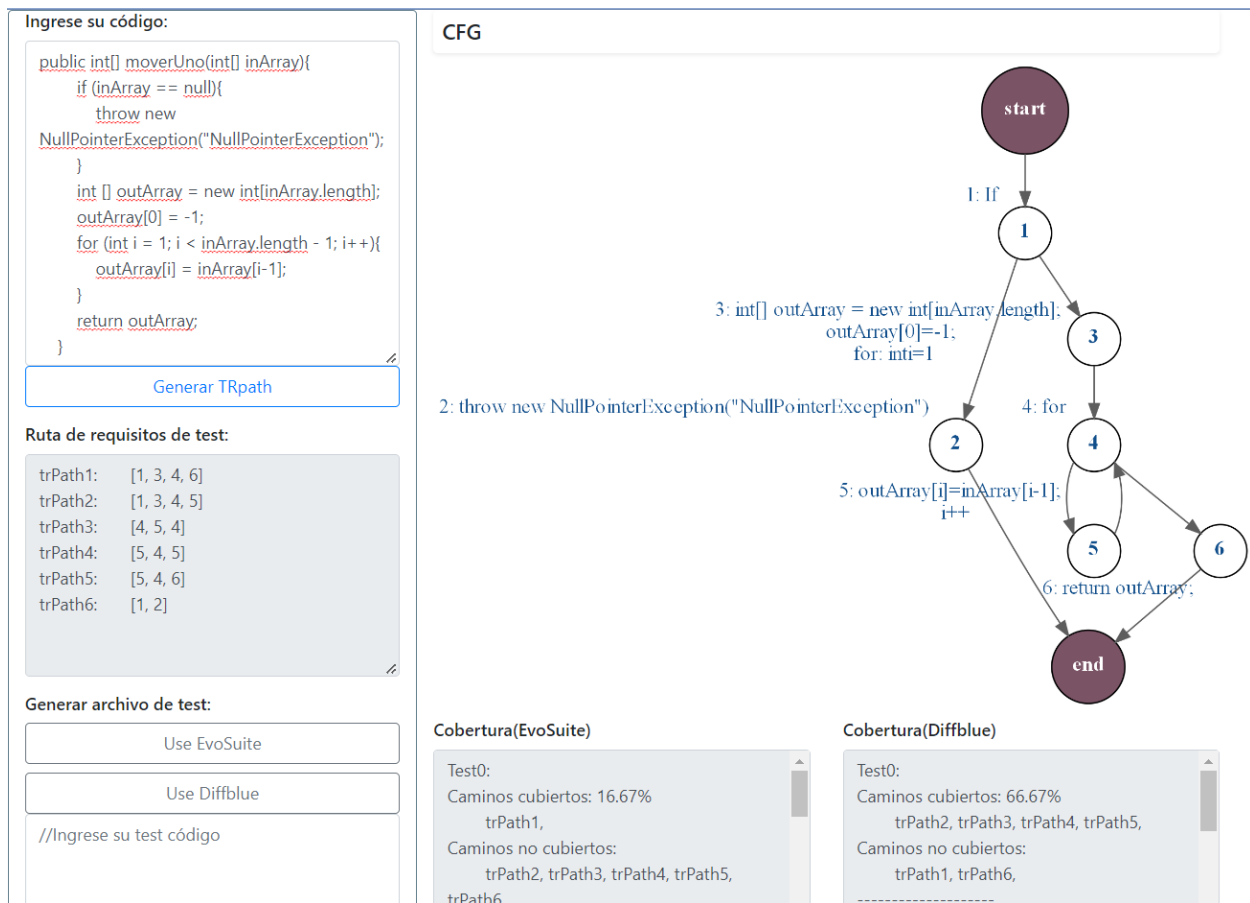 Ingrese su código:
public int[] moverUno(int[] inArray){
if (inArray == null){
throw new
NullPointerException("NullPointerException");
}
int [] outArray = new int[inArray.length];
outArray[0] = -1;
for (int i = 1; i < inArray.length - 1; i++){
outArray[i] = inArray[i-1];
}
return outArray;
}
Generar TRpath
Ruta de requisitos de test:
trPath1: [1, 3, 4, 6]
trPath2: [1, 3, 4, 5]
trPath3: [4, 5, 4]
trPath4: [5, 4, 5]
trPath5: [5, 4, 6]
trPath6: [1, 2]
Generar archivo de test:
Use EvoSuite
Use Diffblue
//Ingrese su test código
CFG
start
1: If
1
3: int[] outArray = new int[inArray.length];
outArray[0]=-1;
for: inti=1
3
2: throw new NullPointerException("NullPointerException")
4: for
2
4
5: outArray[i]=inArray[i-1];
i++
5
6
6: return outArray;
end
Cobertura(EvoSuite)
Test0:
Caminos cubiertos: 16.67%
trPath1,
Caminos no cubiertos:
trPath2, trPath3, trPath4, trPath5,
trPath6
Cobertura(Diffblue)
Test0:
Caminos cubiertos: 66.67%
trPath2, trPath3, trPath4, trPath5,
Caminos no cubiertos:
trPath1, trPath6,
--------------------